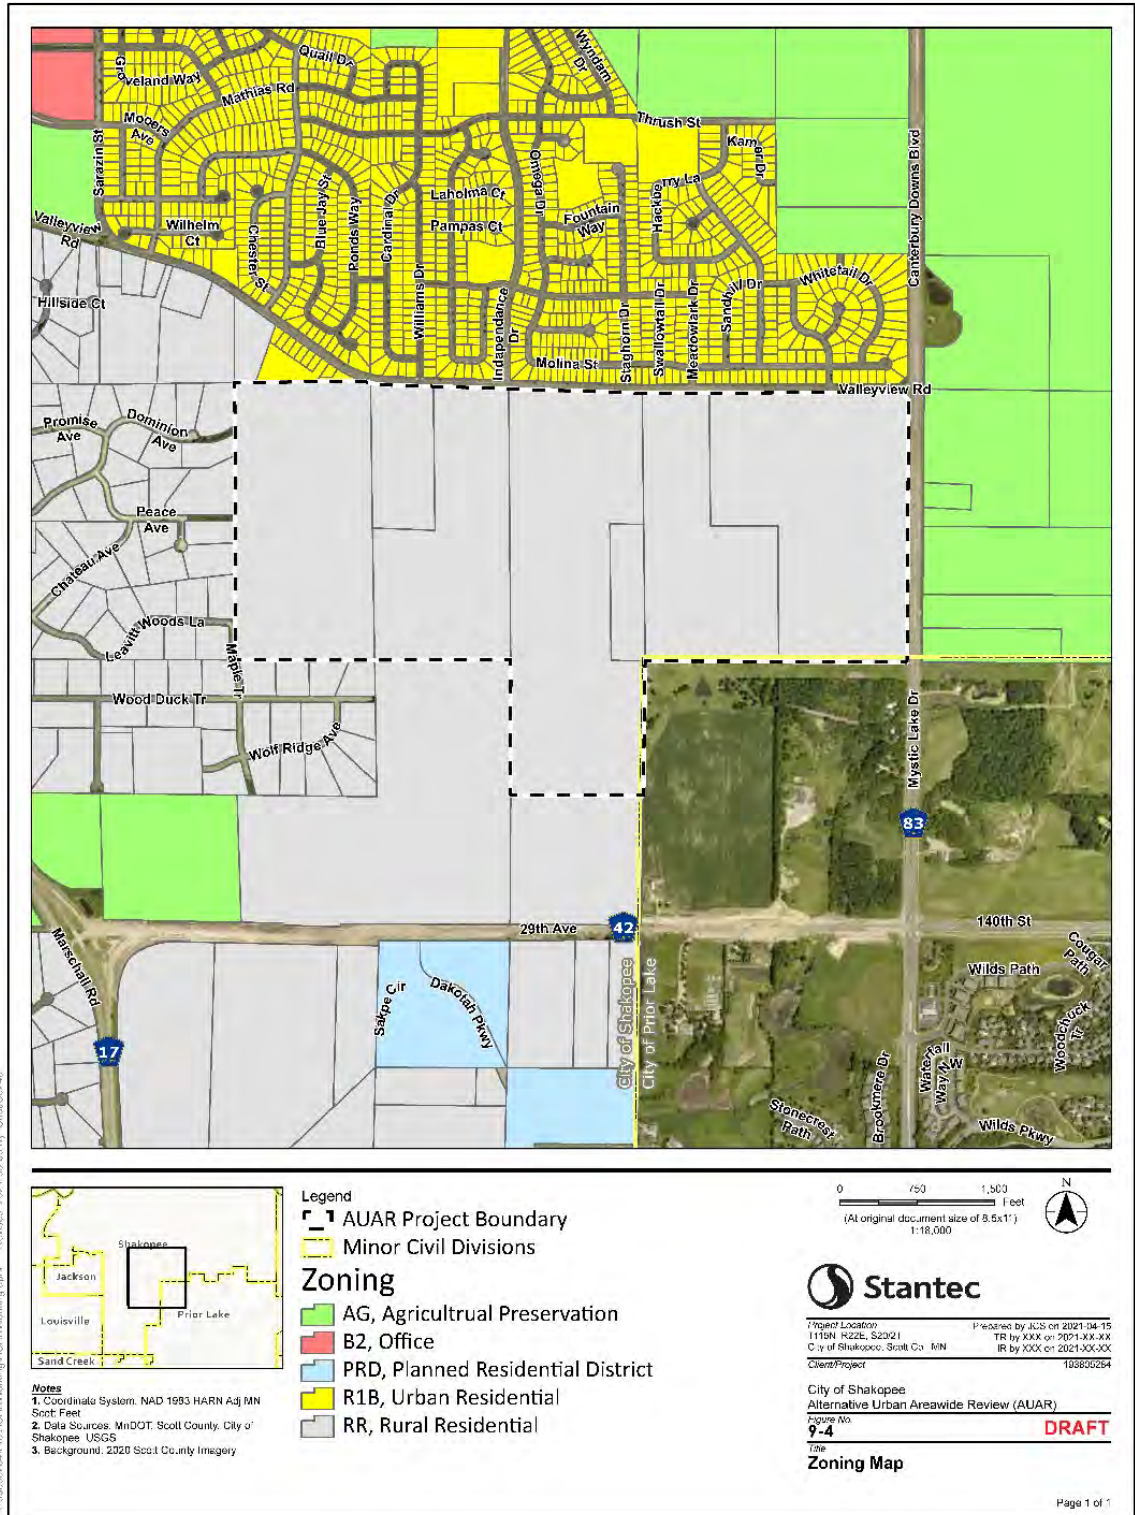 Quail Dr
Wyndam Dr
Groveland Way
Mathias Rd
Mooers Ave
Sarazin St
Thrush St
Omega Dr
Canterbury Downs Blvd
Laholma Ct
Pampas Ct
Fountain Way
Valleyview Rd
Wilhelm Ct
Chester St
Blue Jay St
Ronds Way
Cardinal Dr
Williams Dr
Independance Dr
Staghorn Dr
Swallowtail Dr
Meadowlark Dr
Sandhill Dr
Whitetail Dr
Hillside Ct
Molina St
Valleyview Rd
Promise Ave
Dominion Ave
Peace Ave
Chateau Ave
Leavitt Woods La
Maple Tr
Wood Duck Tr
Wolf Ridge Ave
Mystic Lake Dr
83
29th Ave
42
140th St
Marschall Rd
17
Sakpe Cir
Dakotah Pkwy
City of Shakopee
City of Prior Lake
Cougar Path
Wilds Path
Woodchuck Tr
Waterfall Way N
W
Brookmere Dr
Stonecrest Path
Wilds Pkwy
Shakopee
Jackson
Louisville
Prior Lake
Sand Creek
Notes
1. Coordinate System: NAD 1983 HARN Adj MN
Scott Feet
2. Data Sources: MnDOT, Scott County, City of
Shakopee, USGS
3. Background: 2020 Scott County Imagery
Legend
AUAR Project Boundary
Minor Civil Divisions
Zoning
AG, Agricultrual Preservation
B2, Office
PRD, Planned Residential District
R1B, Urban Residential
RR, Rural Residential
0 750 1,500
Feet
(At original document size of 8.5x11)
1:18,000
N
Stantec
Project Location
T115N, R22E, S20/21
City of Shakopee, Scott Co., MN
Prepared by JCS on 2021-04-15
TR by XXX on 2021-XX-XX
IR by XXX on 2021-XX-XX
Client/Project
193805284
City of Shakopee
Alternative Urban Areawide Review (AUAR)
Figure No.
9-4
DRAFT
Title
Zoning Map
Page 1 of 1